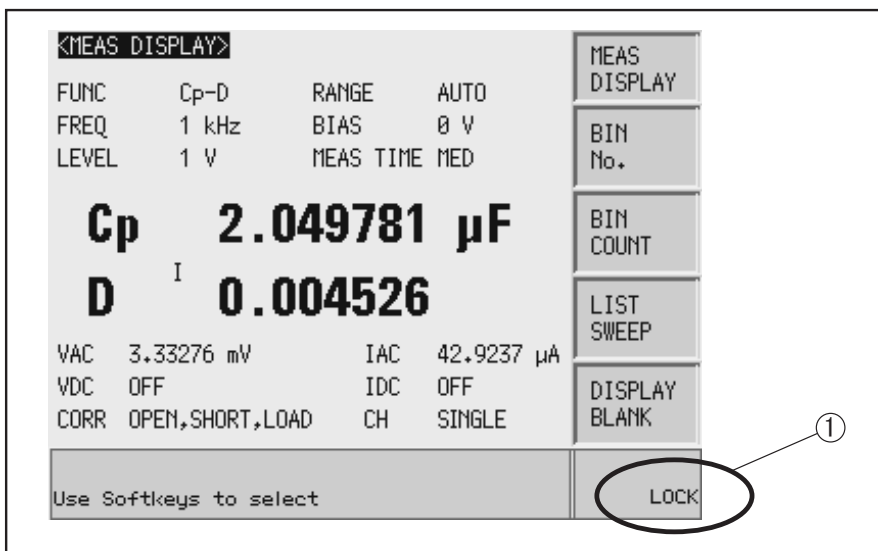 <MEAS DISPLAY>
FUNC Cp-D RANGE AUTO
FREQ 1 kHz BIAS 0 V
LEVEL 1 V MEAS TIME MED
Cp 2.049781 µF
I
D 0.004526
VAC 3.33276 mV IAC 42.9237 µA
VDC OFF IDC OFF
CORR OPEN,SHORT,LOAD CH SINGLE
MEAS
DISPLAY
BIN
No.
BIN
COUNT
LIST
SWEEP
DISPLAY
BLANK
①
Use Softkeys to select LOCK